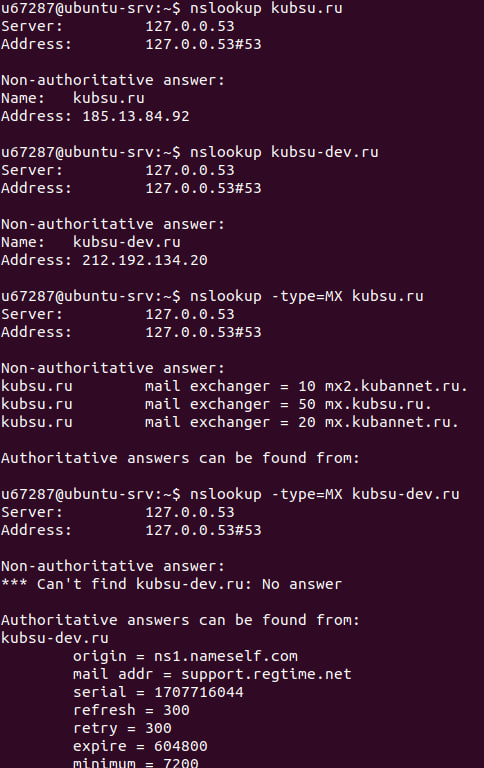 u67287@ubuntu-srv:~$ nslookup kubsu.ru
Server:         127.0.0.53
Address:        127.0.0.53#53

Non-authoritative answer:
Name:   kubsu.ru
Address: 185.13.84.92

u67287@ubuntu-srv:~$ nslookup kubsu-dev.ru
Server:         127.0.0.53
Address:        127.0.0.53#53

Non-authoritative answer:
Name:   kubsu-dev.ru
Address: 212.192.134.20

u67287@ubuntu-srv:~$ nslookup -type=MX kubsu.ru
Server:         127.0.0.53
Address:        127.0.0.53#53

Non-authoritative answer:
kubsu.ru        mail exchanger = 10 mx2.kubannet.ru.
kubsu.ru        mail exchanger = 50 mx.kubsu.ru.
kubsu.ru        mail exchanger = 20 mx.kubannet.ru.

Authoritative answers can be found from:

u67287@ubuntu-srv:~$ nslookup -type=MX kubsu-dev.ru
Server:         127.0.0.53
Address:        127.0.0.53#53

Non-authoritative answer:
*** Can't find kubsu-dev.ru: No answer

Authoritative answers can be found from:
kubsu-dev.ru
        origin = ns1.nameself.com
        mail addr = support.regtime.net
        serial = 1707716044
        refresh = 300
        retry = 300
        expire = 604800
        minimum = 7200